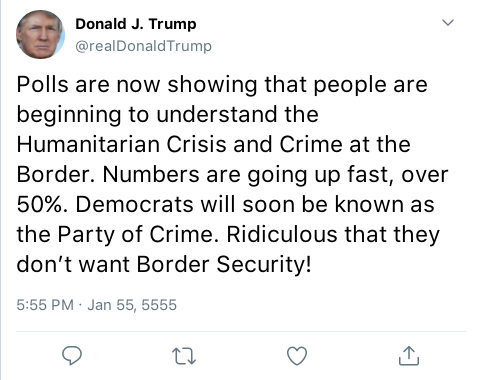 Donald J. Trump
@realDonaldTrump
Polls are now showing that people are
beginning to understand the
Humanitarian Crisis and Crime at the
Border. Numbers are going up fast, over
50%. Democrats will soon be known as
the Party of Crime. Ridiculous that they
don’t want Border Security!
5:55 PM · Jan 55, 5555